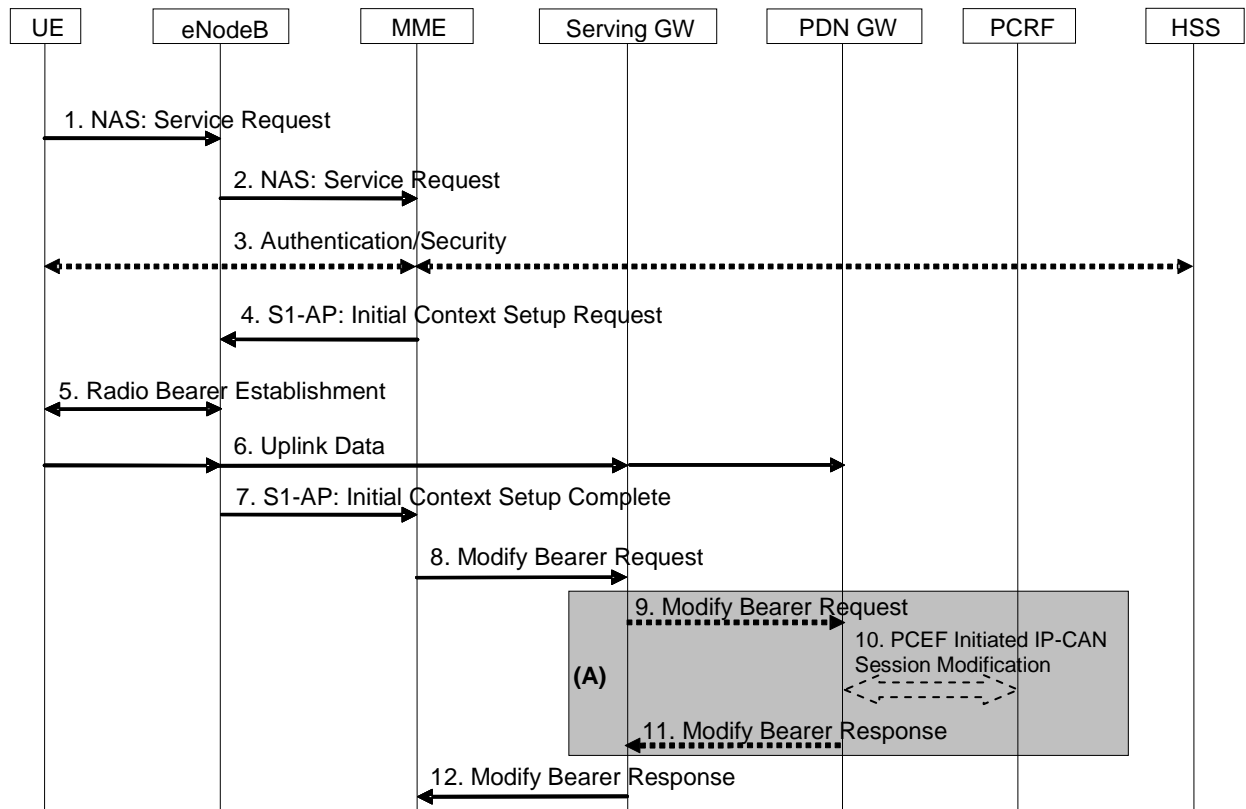 UE eNodeB MME Serving GW PDN GW PCRF HSS
1. NAS: Service Request
2. NAS: Service Request
3. Authentication/Security
4. S1-AP: Initial Context Setup Request
5. Radio Bearer Establishment
6. Uplink Data
7. S1-AP: Initial Context Setup Complete
8. Modify Bearer Request
9. Modify Bearer Request
10. PCEF Initiated IP-CAN
Session Modification
(A)
11. Modify Bearer Response
12. Modify Bearer Response